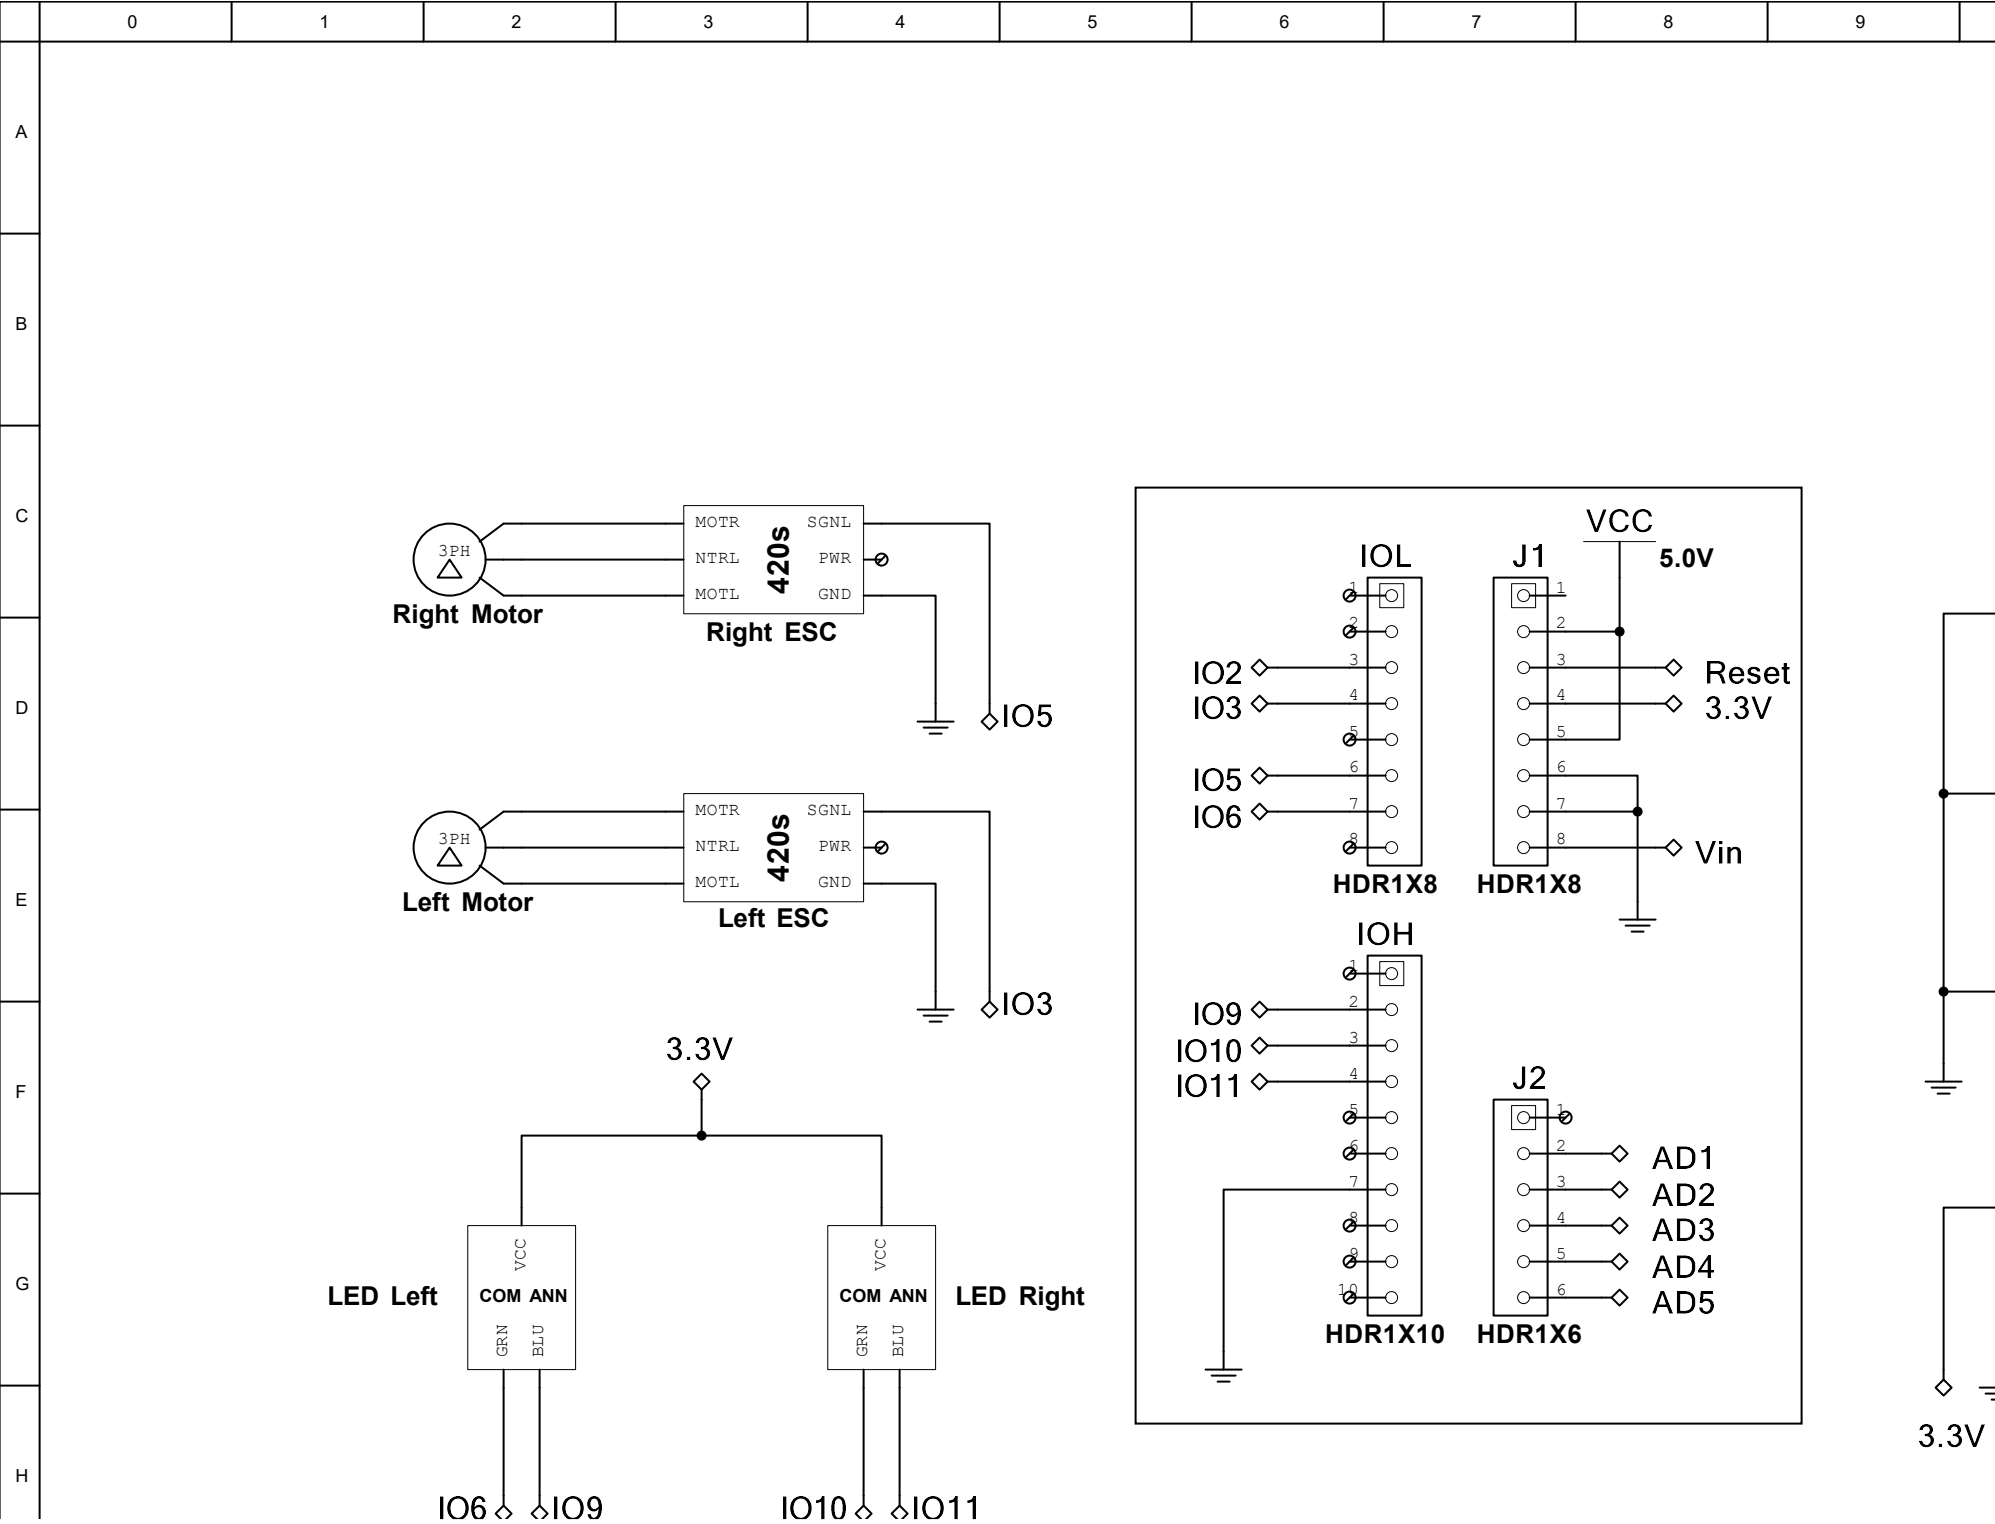 0 1 2 3 4 5 6 7 8 9
A
B
C
D
E
F
G
H
3PH
Right Motor
MOTR SGNL
NTRL PWR
MOTL GND
420s
Right ESC
IO5
3PH
Left Motor
MOTR SGNL
NTRL PWR
MOTL GND
420s
Left ESC
IO3
3.3V
LED Left
VCC
COM ANN
GRN BLU
IO6 IO9
VCC
COM ANN
GRN BLU
LED Right
IO10 IO11
IOL
1
2
IO2 3
IO3 4
5
IO5 6
IO6 7
8
HDR1X8
J1
VCC
5.0V
1
2
3 Reset
4 3.3V
5
6
7
8 Vin
HDR1X8
IOH
1
IO9 2
IO10 3
IO11 4
5
6
7
8
9
10
HDR1X10
J2
1
2 AD1
3 AD2
4 AD3
5 AD4
6 AD5
HDR1X6
3.3V